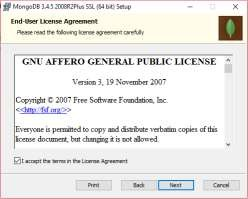 MongoDB 3.4.5 2008R2Plus SSL (64 bit) Setup
End-User License Agreement
Please read the following license agreement carefully
GNU AFFERO GENERAL PUBLIC LICENSE
Version 3, 19 November 2007
Copyright © 2007 Free Software Foundation, Inc.
<<http://fsf.org/>>
Everyone is permitted to copy and distribute verbatim copies of this
license document, but changing it is not allowed.
I accept the terms in the License Agreement
Print
Back
Next
Cancel